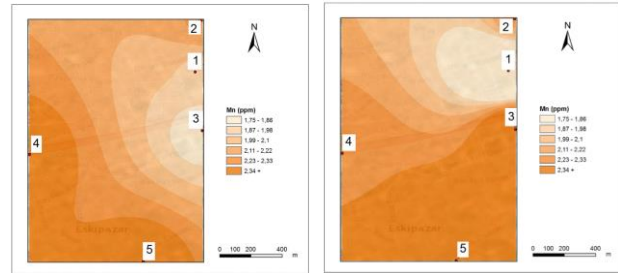 2
N
1
Mn (ppm)
1,75 - 1,86
1,87 - 1,98
3
1,99 - 2,1
2,11 - 2,22
4
2,23 - 2,33
2,34 +
Eskipazar
5
0 100 200 400
m
2
N
1
Mn (ppm)
1,75 - 1,86
3
1,87 - 1,98
1,99 - 2,1
4
2,11 - 2,22
2,23 - 2,33
2,34 +
Eskipazar
5
0 100 200 400
m